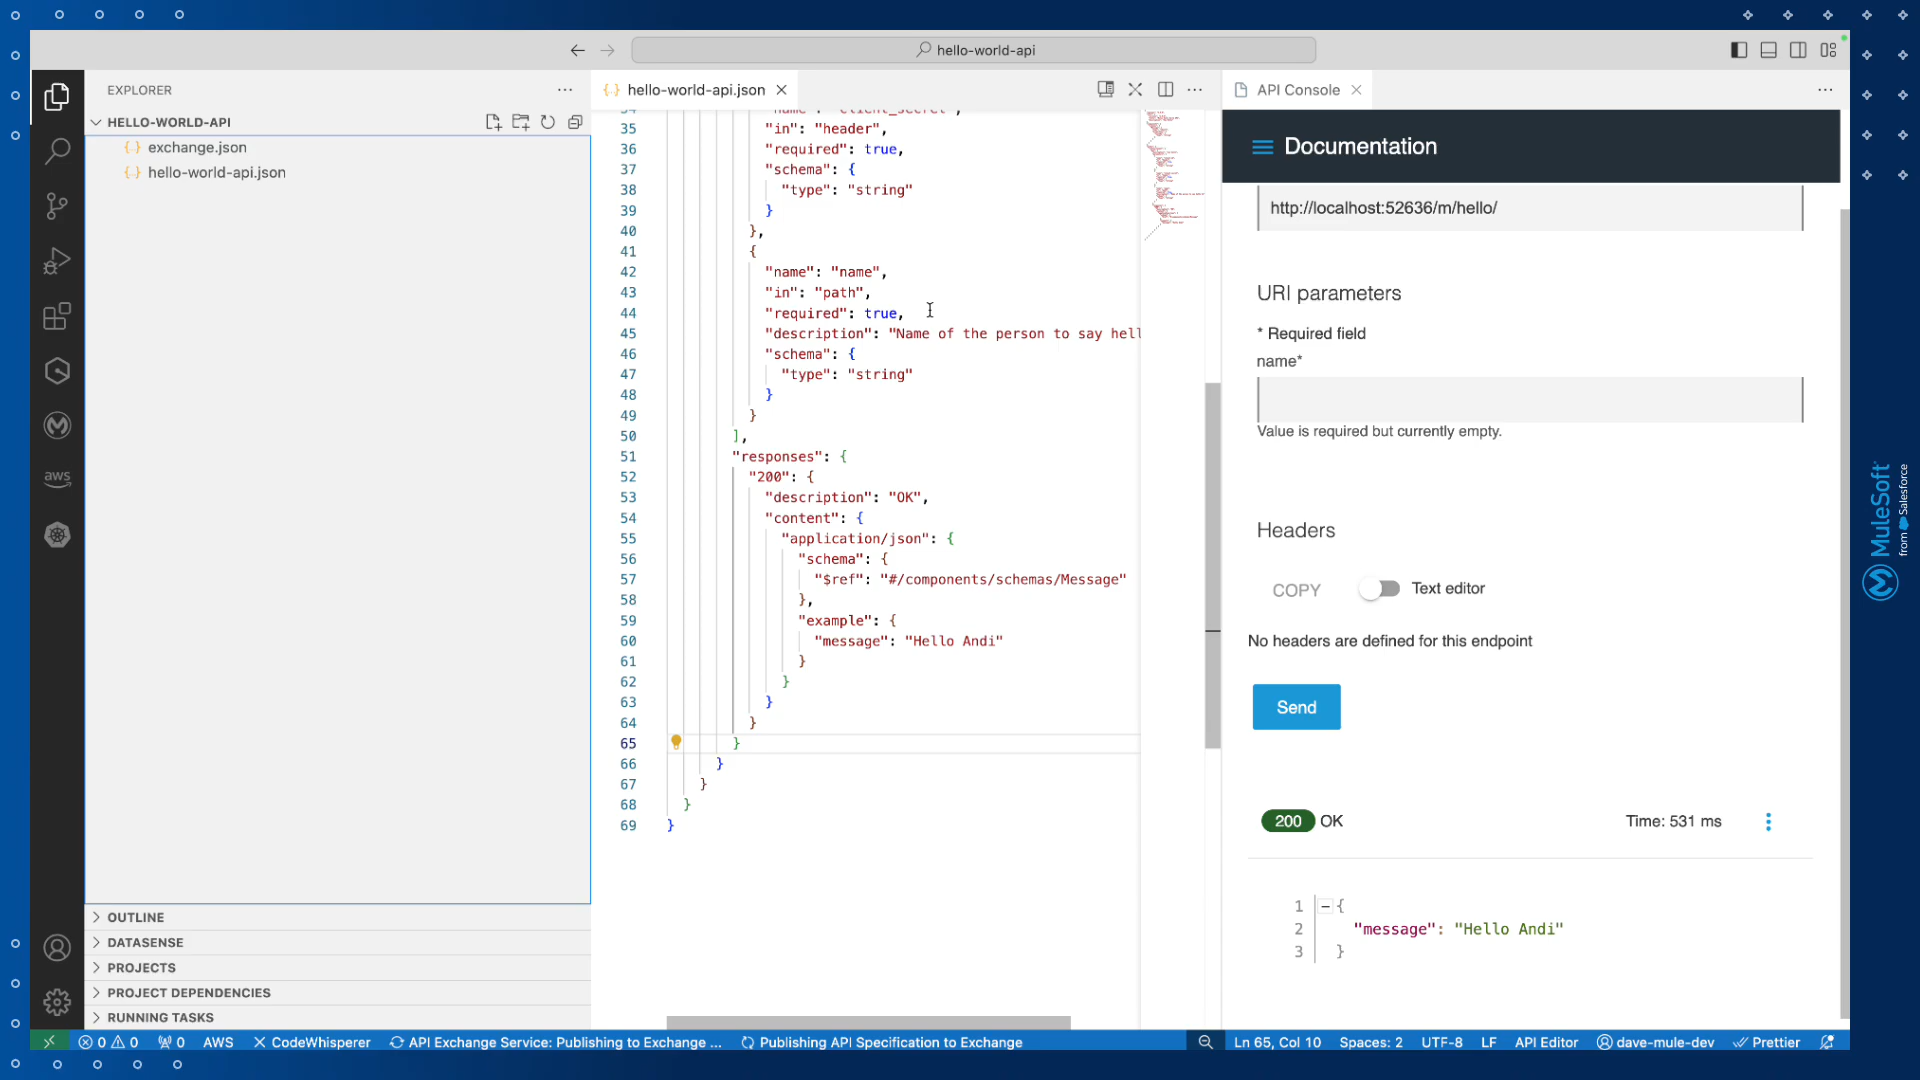 hello-world-api
EXPLORER
HELLO-WORLD-API
exchange.json
hello-world-api.json
OUTLINE
DATASENSE
PROJECTS
PROJECT DEPENDENCIES
RUNNING TASKS
aws
hello-world-api.json
34 "name": "client_secret",
35 "in": "header",
36 "required": true,
37 "schema": {
38 "type": "string"
39 }
40 },
41 {
42 "name": "name",
43 "in": "path",
44 "required": true,
45 "description": "Name of the person to say hell
46 "schema": {
47 "type": "string"
48 }
49 }
50 ],
51 "responses": {
52 "200": {
53 "description": "OK",
54 "content": {
55 "application/json": {
56 "schema": {
57 "$ref": "#/components/schemas/Message"
58 },
59 "example": {
60 "message": "Hello Andi"
61 }
62 }
63 }
64 }
65 }
66 }
67 }
68 }
69 }
API Console
Documentation
http://localhost:52636/m/hello/
URI parameters
* Required field
name*
Value is required but currently empty.
Headers
COPY Text editor
No headers are defined for this endpoint
Send
200 OK Time: 531 ms
1 {
2 "message": "Hello Andi"
3 }
0 0 0 AWS CodeWhisperer API Exchange Service: Publishing to Exchange ... Publishing API Specification to Exchange Ln 65, Col 10 Spaces: 2 UTF-8 LF API Editor dave-mule-dev Prettier
MuleSoft
from Salesforce